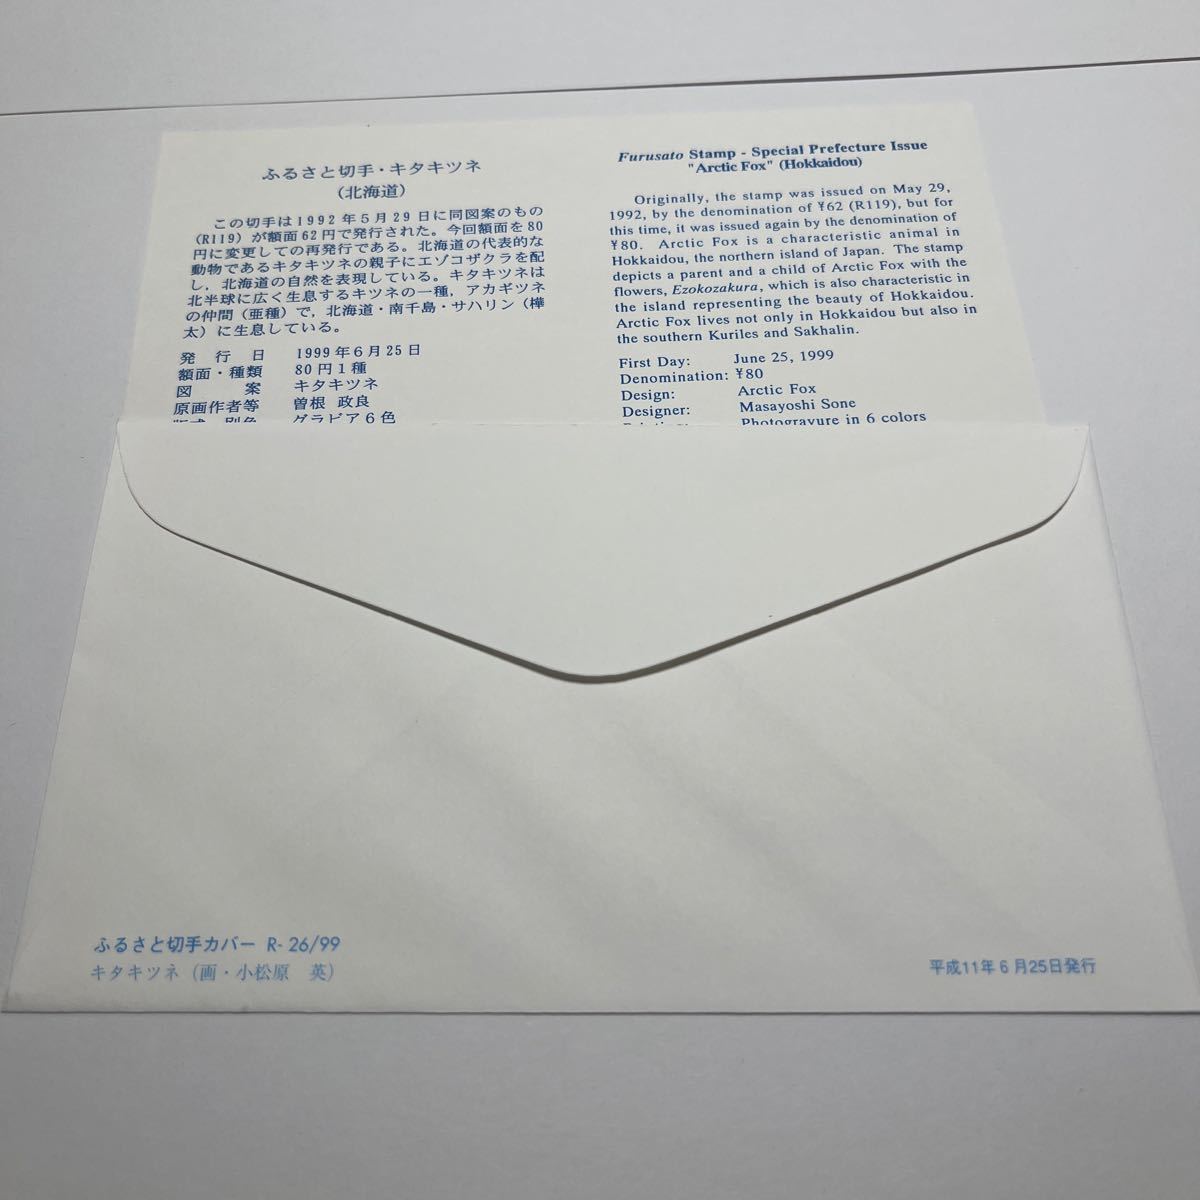 ふるさと切手・キタキツネ
（北海道）
この切手は１９９２年５月２９日に同図案のもの
（R119）が額面６２円で発行された。今回額面を８０
円に変更しての再発行である。北海道の代表的な
動物であるキタキツネの親子にエゾコザクラを配
し，北海道の自然を表現している。キタキツネは
北半球に広く生息するキツネの一種，アカギツネ
の仲間（亜種）で，北海道・南千島・サハリン（樺
太）に生息している。
発　行　日　１９９９年６月２５日
額面・種類　８０円１種
図　　　案　キタキツネ
原画作者等　曽根 政良
版式・刷色　グラビア６色
Furusato Stamp - Special Prefecture Issue
"Arctic Fox" (Hokkaidou)
Originally, the stamp was issued on May 29,
1992, by the denomination of ¥62 (R119), but for
this time, it was issued again by the denomination of
¥80. Arctic Fox is a characteristic animal in
Hokkaidou, the northern island of Japan. The stamp
depicts a parent and a child of Arctic Fox with the
flowers, Ezokozakura, which is also characteristic in
the island representing the beauty of Hokkaidou.
Arctic Fox lives not only in Hokkaidou but also in
the southern Kuriles and Sakhalin.
First Day: June 25, 1999
Denomination: ¥80
Design: Arctic Fox
Designer: Masayoshi Sone
Photogravure in 6 colors
ふるさと切手カバー R-26/99
キタキツネ（画・小松原　英）
平成11年６月25日発行